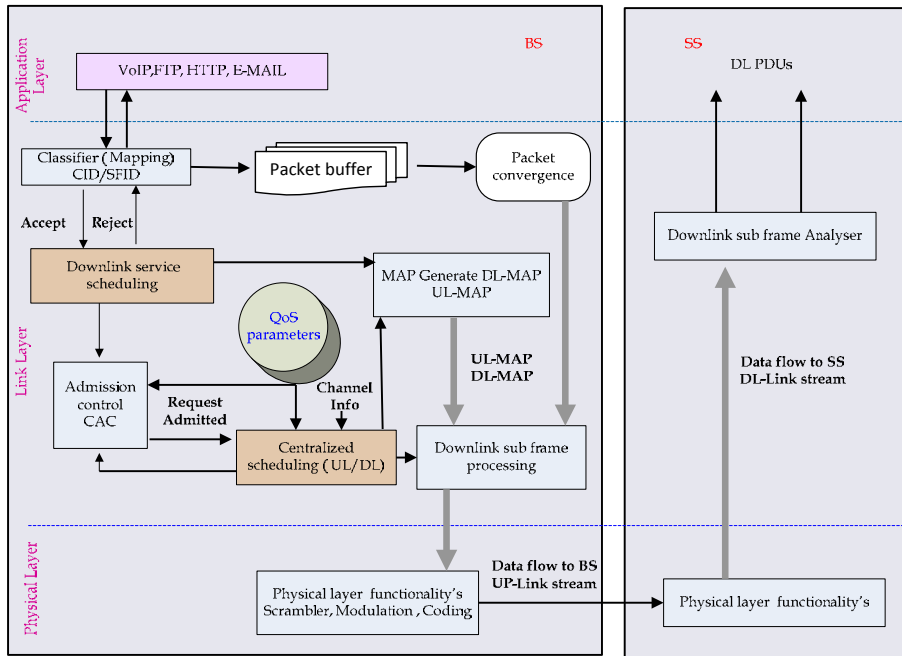 BS
SS
Application
Layer
VoIP,FTP, HTTP, E-MAIL
DL PDUs
Classifier (Mapping)
CID/SFID
Packet buffer
Packet
convergence
Accept
Reject
Downlink service
scheduling
MAP Generate DL-MAP
UL-MAP
Downlink sub frame Analyser
QoS
parameters
Link Layer
UL-MAP
DL-MAP
Data flow to SS
DL-Link stream
Admission
control
CAC
Request
Admitted
Channel
Info
Centralized
scheduling (UL/DL)
Downlink sub frame
processing
Physical Layer
Data flow to BS
UP-Link stream
Physical layer functionality's
Scrambler, Modulation , Coding
Physical layer functionality's